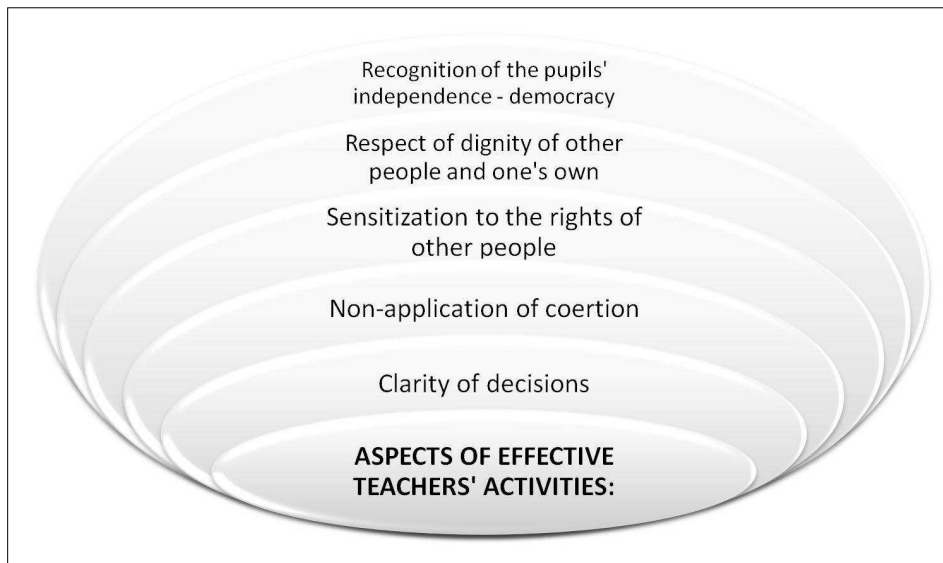 Recognition of the pupils'
independence - democracy
Respect of dignity of other
people and one's own
Sensitization to the rights of
other people
Non-application of coertion
Clarity of decisions
ASPECTS OF EFFECTIVE
TEACHERS' ACTIVITIES: